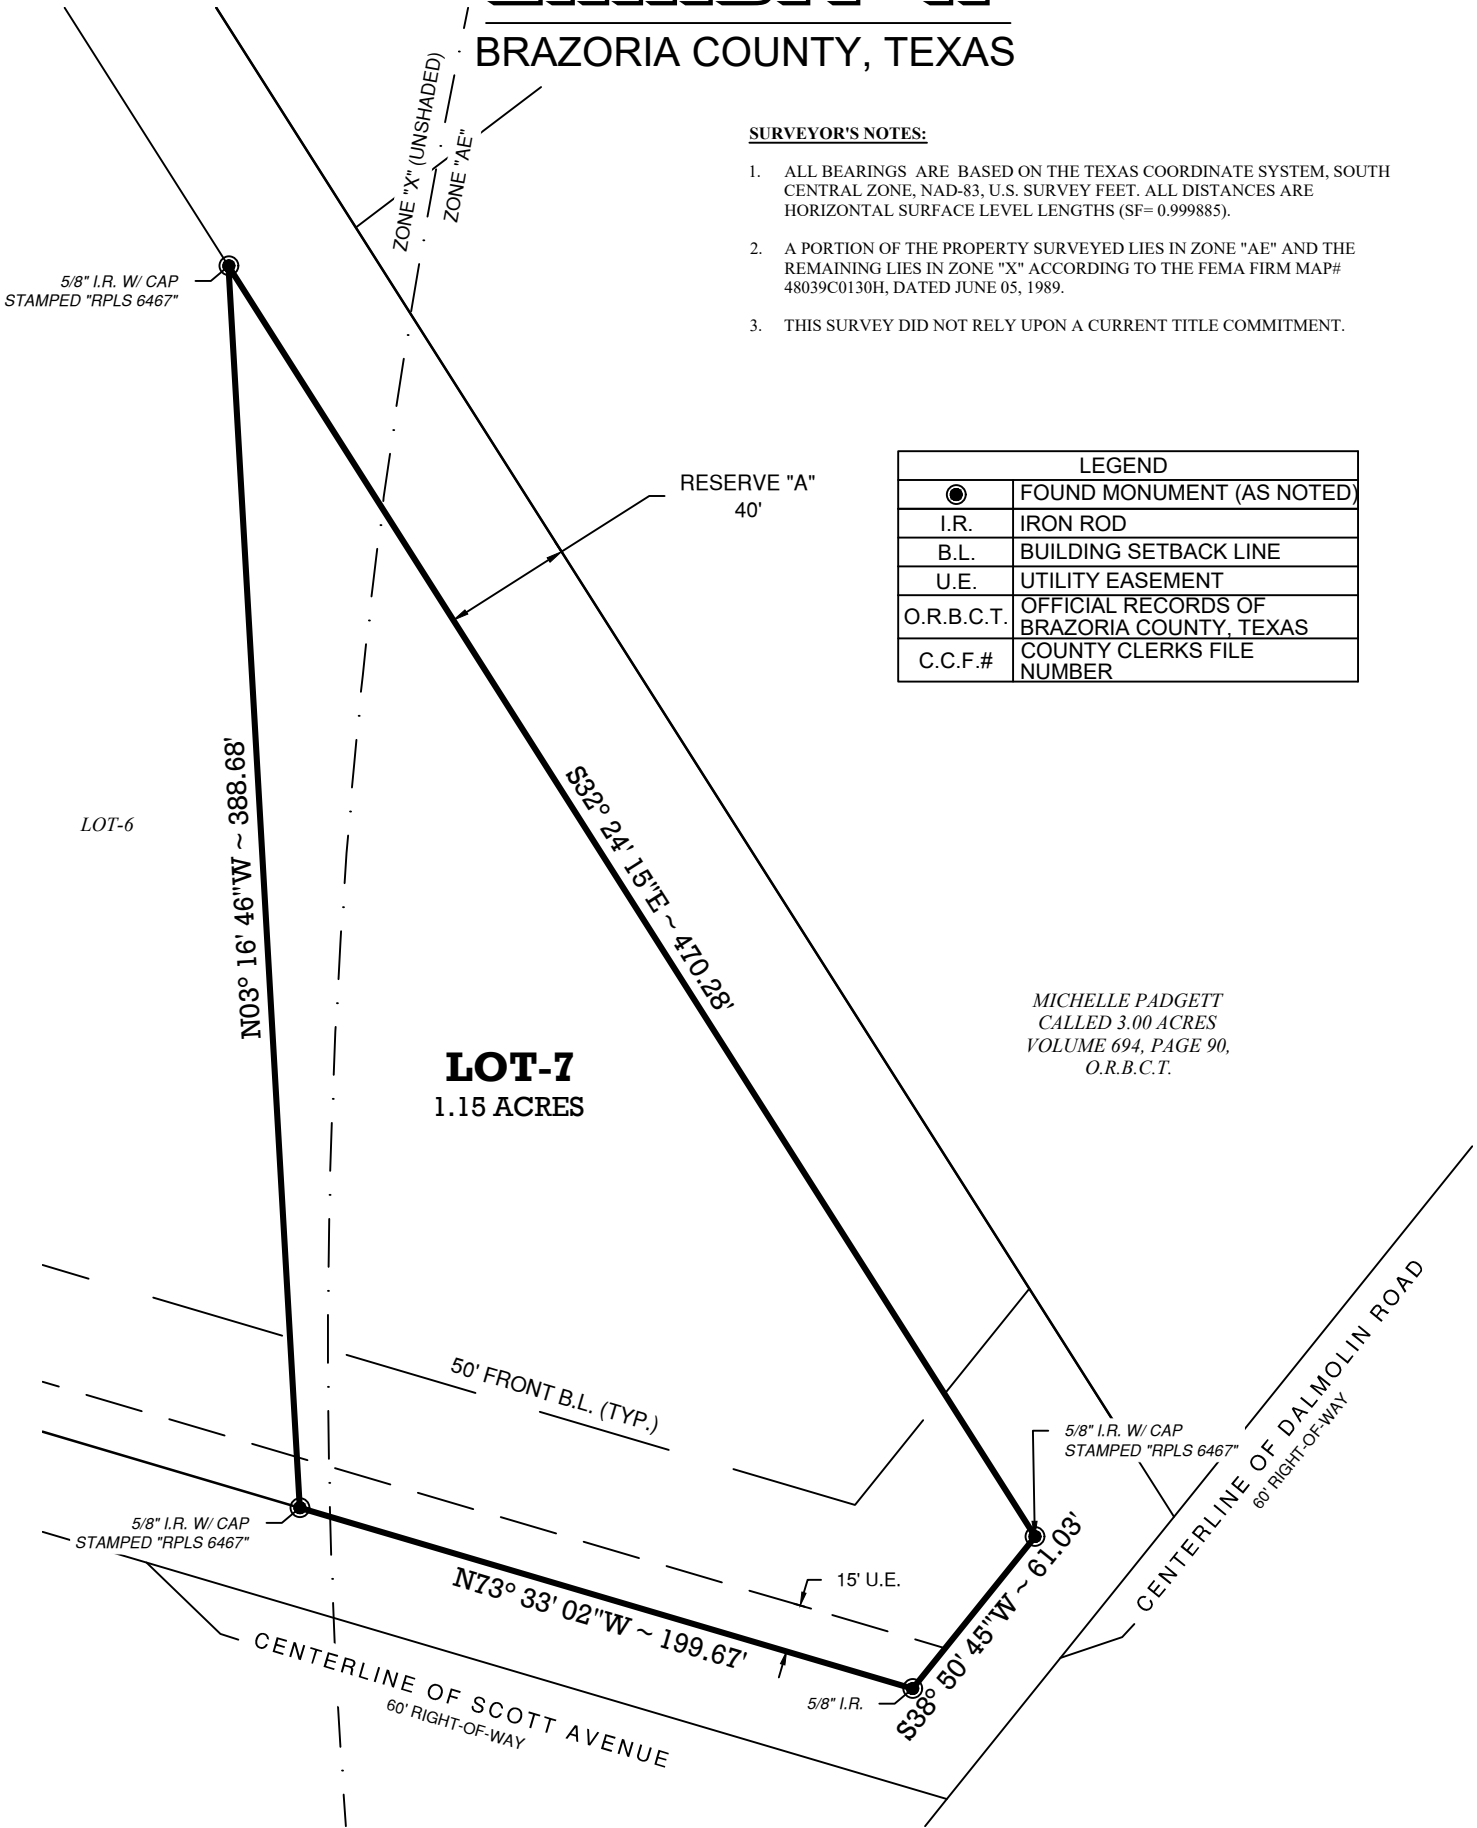 BRAZORIA COUNTY, TEXAS
ZONE "X" (UNSHADED)
ZONE "AE"
SURVEYOR'S NOTES:
1. ALL BEARINGS ARE BASED ON THE TEXAS COORDINATE SYSTEM, SOUTH
CENTRAL ZONE, NAD-83, U.S. SURVEY FEET. ALL DISTANCES ARE
HORIZONTAL SURFACE LEVEL LENGTHS (SF= 0.999885).
2. A PORTION OF THE PROPERTY SURVEYED LIES IN ZONE "AE" AND THE
REMAINING LIES IN ZONE "X" ACCORDING TO THE FEMA FIRM MAP#
48039C0130H, DATED JUNE 05, 1989.
3. THIS SURVEY DID NOT RELY UPON A CURRENT TITLE COMMITMENT.
5/8" I.R. W/ CAP
STAMPED "RPLS 6467"
RESERVE "A"
40'
LEGEND
FOUND MONUMENT (AS NOTED)
I.R. IRON ROD
B.L. BUILDING SETBACK LINE
U.E. UTILITY EASEMENT
O.R.B.C.T. OFFICIAL RECORDS OF
BRAZORIA COUNTY, TEXAS
C.C.F.# COUNTY CLERKS FILE
NUMBER
LOT-6
N03° 16' 46"W ~ 388.68'
S32° 24' 15"E ~ 470.28'
LOT-7
1.15 ACRES
MICHELLE PADGETT
CALLED 3.00 ACRES
VOLUME 694, PAGE 90,
O.R.B.C.T.
50' FRONT B.L. (TYP.)
5/8" I.R. W/ CAP
STAMPED "RPLS 6467"
CENTERLINE OF DALMOLIN ROAD
60' RIGHT-OF-WAY
5/8" I.R. W/ CAP
STAMPED "RPLS 6467"
15' U.E.
N73° 33' 02"W ~ 199.67'
S38° 50' 45"W ~ 61.03'
5/8" I.R.
CENTERLINE OF SCOTT AVENUE
60' RIGHT-OF-WAY